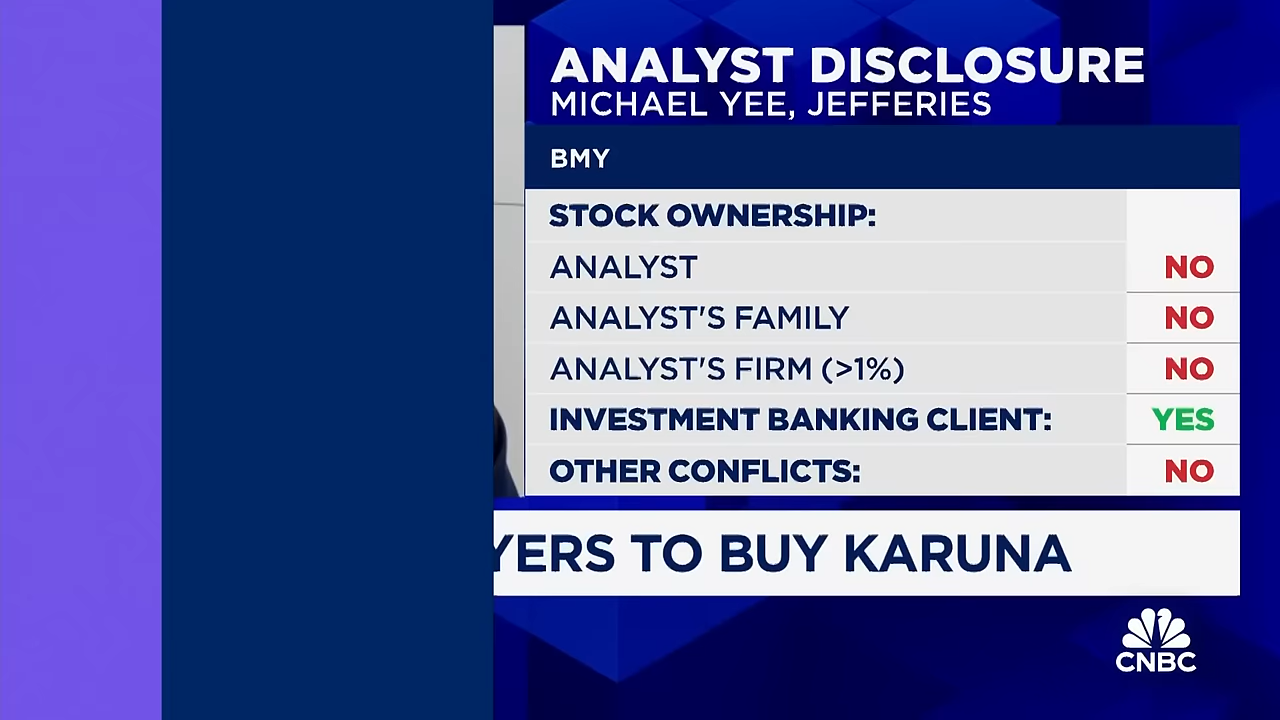 ANALYST DISCLOSURE
MICHAEL YEE, JEFFERIES
BMY
STOCK OWNERSHIP:
ANALYST NO
ANALYST'S FAMILY NO
ANALYST'S FIRM (>1%) NO
INVESTMENT BANKING CLIENT: YES
OTHER CONFLICTS: NO
YERS TO BUY KARUNA
CNBC